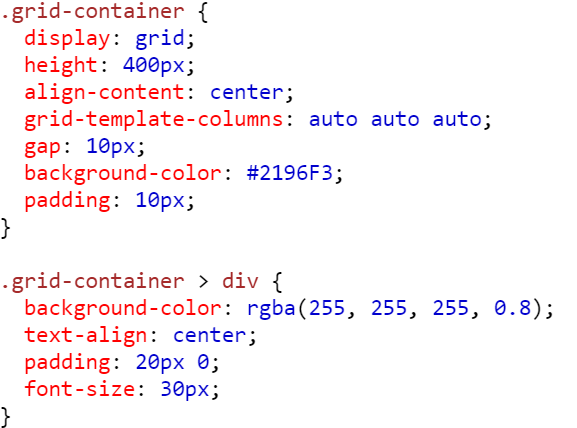 .grid-container {
  display: grid;
  height: 400px;
  align-content: center;
  grid-template-columns: auto auto auto;
  gap: 10px;
  background-color: #2196F3;
  padding: 10px;
}

.grid-container > div {
  background-color: rgba(255, 255, 255, 0.8);
  text-align: center;
  padding: 20px 0;
  font-size: 30px;
}